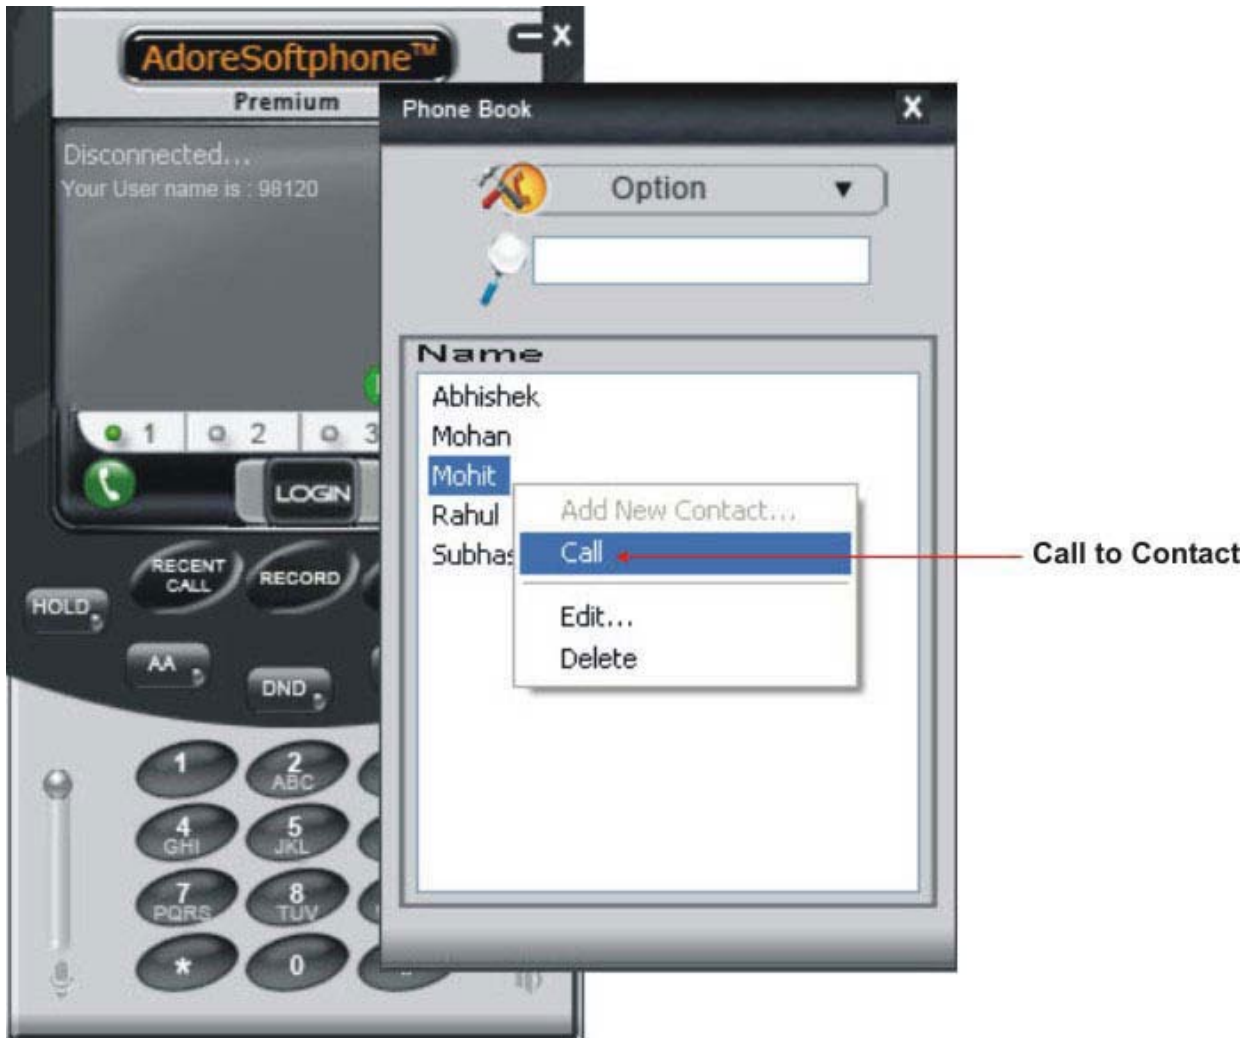 AdoreSoftphone™
Premium
Disconnected...
Your User name is : 98120
1 2 3
LOGIN
RECENT CALL
RECORD
HOLD
AA
DND
1
2 ABC
4 GHI
5 JKL
7 PQRS
8 TUV
*
0
Phone Book
X
Option
Name
Abhishek
Mohan
Mohit
Rahul
Subhas
Add New Contact...
Call
Edit...
Delete
Call to Contact